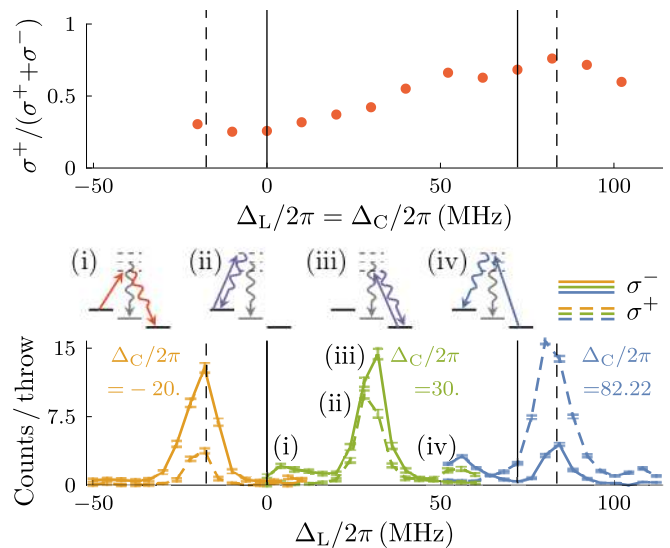 1
0.5
0
σ⁺/(σ⁺+σ⁻)
−50 0 50 100
Δ_L/2π = Δ_C/2π (MHz)
(i) (ii) (iii) (iv)
σ⁻
σ⁺
15
7.5
0
Counts / throw
Δ_C/2π
=−20.
(iii) Δ_C/2π
(ii) =30.
(i)
Δ_C/2π
=82.22
(iv)
−50 0 50 100
Δ_L/2π (MHz)